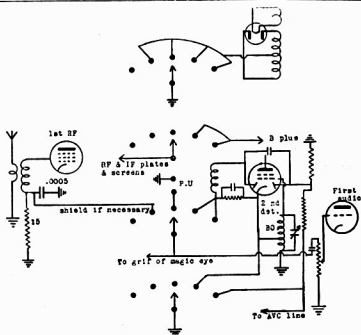 1st RF
.0005
15
shield if necessary
RF & IF plates
& screens
B plus
P.U
2 nd
det.
BO
First
audio
To grif of magic eye
To AVC line